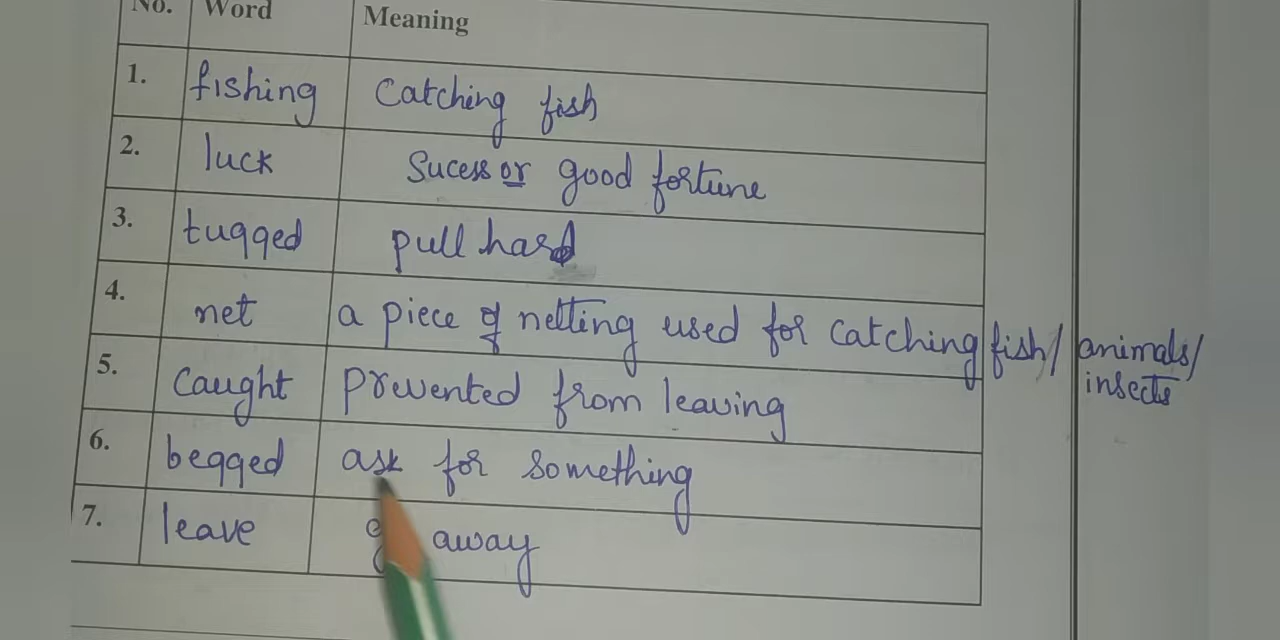 No. Word Meaning
1. fishing Catching fish
2. luck Sucess or good fortune
3. tugged pull hard
4. net a piece of netting used for catching fish/ animals/
insects
5. Caught prevented from leaving
6. begged ask for something
7. leave away